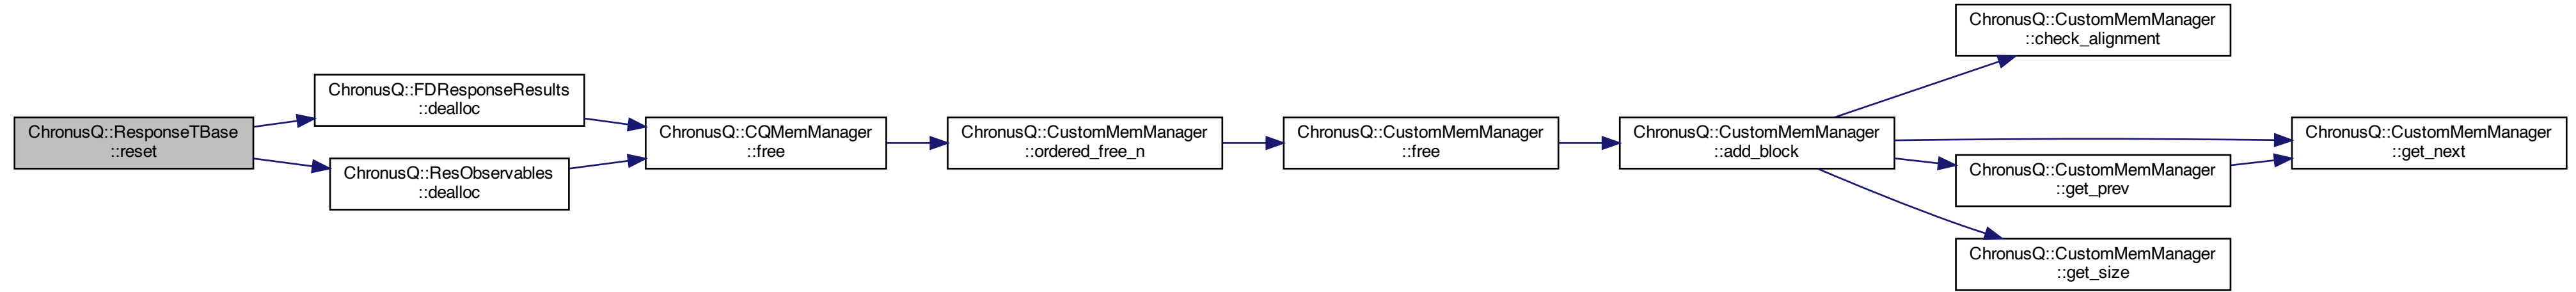 ChronusQ::ResponseTBase
::reset
ChronusQ::FDResponseResults
::dealloc
ChronusQ::ResObservables
::dealloc
ChronusQ::CQMemManager
::free
ChronusQ::CustomMemManager
::ordered_free_n
ChronusQ::CustomMemManager
::free
ChronusQ::CustomMemManager
::add_block
ChronusQ::CustomMemManager
::check_alignment
ChronusQ::CustomMemManager
::get_next
ChronusQ::CustomMemManager
::get_prev
ChronusQ::CustomMemManager
::get_size